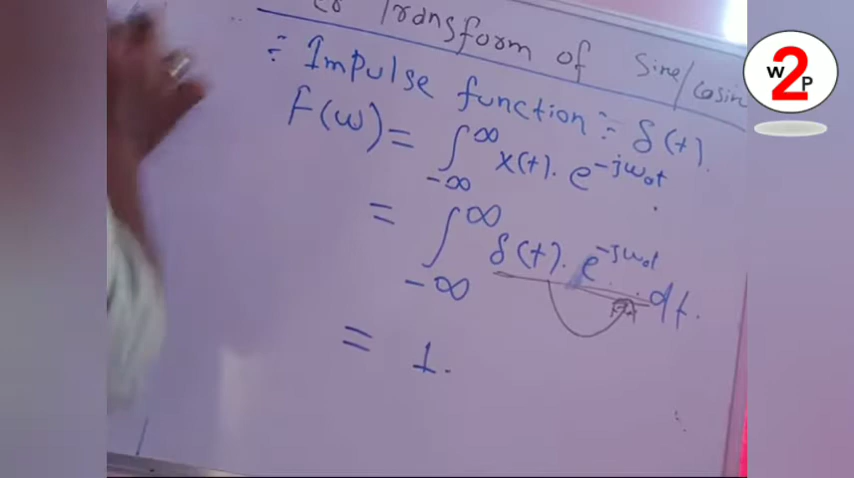 Transform of Sine/Cosin
÷ Impulse function ÷ δ(t).
F(ω) = ∫_{-∞}^{∞} x(t). e^{-jω₀t}
= ∫_{-∞}^{∞} δ(t). e^{-jω₀t} dt.
= 1.
W2P